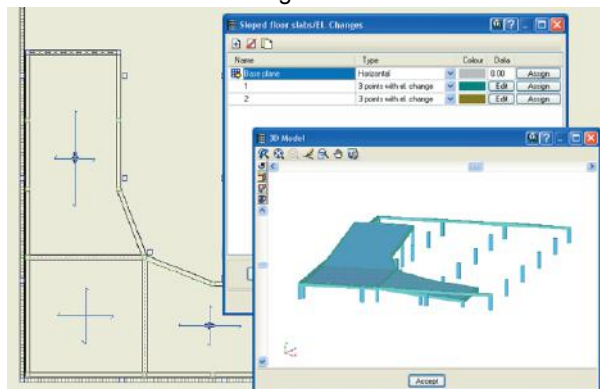 Sloped floor slabs/El. Changes
Name Type Colour Data
Base plane Horizontal 0.00 Assign
1 3 points with el. change Edit Assign
2 3 points with el. change Edit Assign
3D Model
Accept